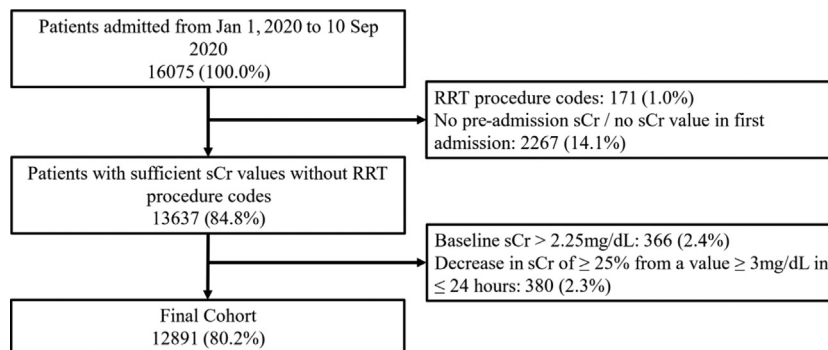 Patients admitted from Jan 1, 2020 to 10 Sep
2020
16075 (100.0%)
RRT procedure codes: 171 (1.0%)
No pre-admission sCr / no sCr value in first
admission: 2267 (14.1%)
Patients with sufficient sCr values without RRT
procedure codes
13637 (84.8%)
Baseline sCr > 2.25mg/dL: 366 (2.4%)
Decrease in sCr of ≥ 25% from a value ≥ 3mg/dL in
≤ 24 hours: 380 (2.3%)
Final Cohort
12891 (80.2%)